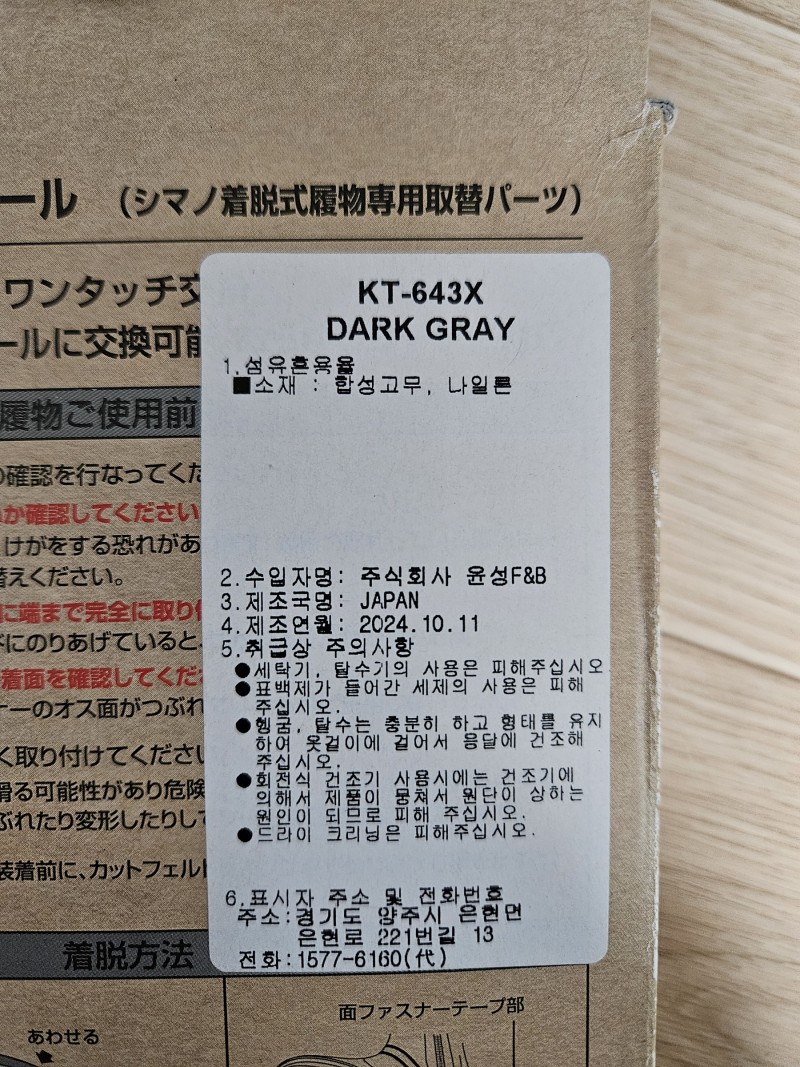 ール (シマノ着脱式履物専用取替パーツ)
ワンタッチ交
ールに交換可能
履物ご使用前
の確認を行なってくだ
か確認してください
けがをする恐れがあ
替えください。
に端まで完全に取り付
にのりあげていると、
着面を確認してくださ
ナーのオス面がつぶれ
く取り付けてください
滑る可能性があり危険
ぶれたり変形したりして
装着前に、カットフェルト
着脱方法
あわせる
面ファスナーテープ部
KT-643X
DARK GRAY
1.섬유혼용율
■소재 : 합성고무, 나일론
2.수입자명: 주식회사 윤성F&B
3.제조국명: JAPAN
4.제조연월: 2024.10.11
5.취급상 주의사항
●세탁기, 탈수기의 사용은 피해주십시오
●표백제가 들어간 세제의 사용은 피해
주십시오.
●헹굼, 탈수는 충분히 하고 형태를 유지
하여 옷걸이에 걸어서 응달에 건조해
주십시오.
●회전식 건조기 사용시에는 건조기에
의해서 제품이 뭉쳐서 원단이 상하는
원인이 되므로 피해 주십시오.
●드라이 크리닝은 피해주십시오.
6.표시자 주소 및 전화번호
주소:경기도 양주시 은현면
은현로 221번길 13
전화:1577-6160(代)